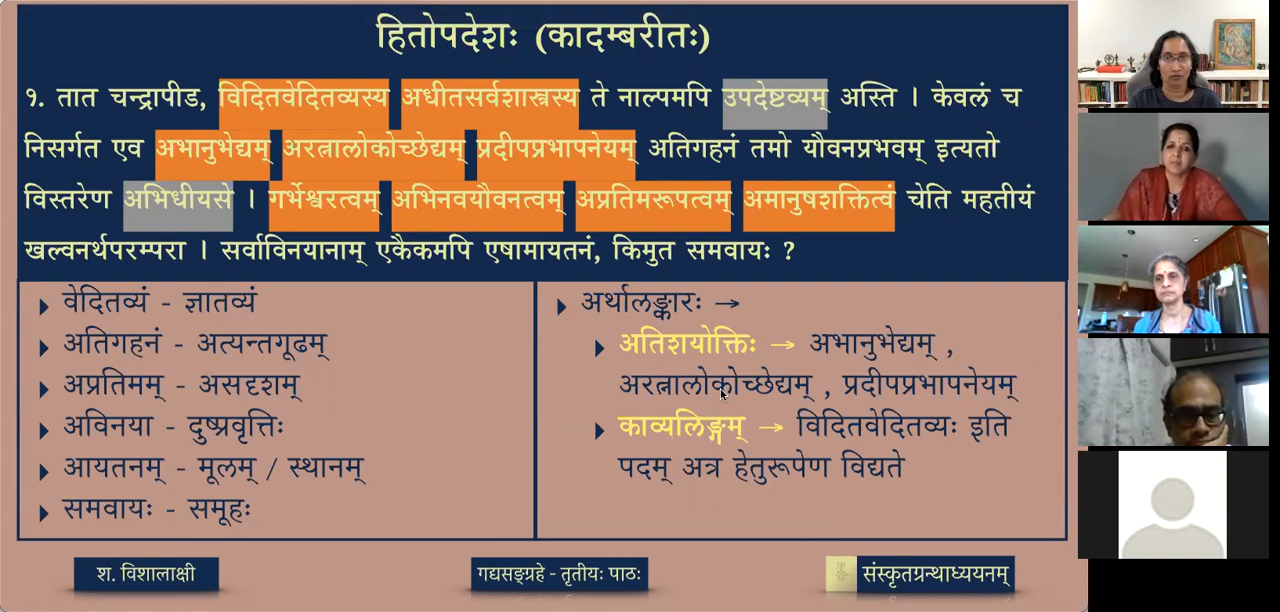 हितोपदेशः (कादम्बरीतः)
१. तात चन्द्रापीड, विदितवेदितव्यस्य अधीतसर्वशास्त्रस्य ते नाल्पमपि उपदेष्टव्यम् अस्ति । केवलं च
निसर्गत एव अभानुभेद्यम् अरत्नालोकोच्छेद्यम् प्रदीपप्रभापनेयम् अतिगहनं तमो यौवनप्रभवम् इत्यतो
विस्तरेण अभिधीयसे । गर्भेश्वरत्वम् अभिनवयौवनत्वम् अप्रतिमरूपत्वम् अमानुषशक्तित्वं चेति महतीयं
खल्वनर्थपरम्परा । सर्वाविनयानाम् एकैकमपि एषामायतनं, किमुत समवायः ?
वेदितव्यं - ज्ञातव्यं
अतिगहनं - अत्यन्तगूढम्
अप्रतिमम् - असदृशम्
अविनया - दुष्प्रवृत्तिः
आयतनम् - मूलम् / स्थानम्
समवायः - समूहः
अर्थालङ्कारः →
अतिशयोक्तिः → अभानुभेद्यम् ,
अरत्नालोकोच्छेद्यम् , प्रदीपप्रभापनेयम्
काव्यलिङ्गम् → विदितवेदितव्यः इति
पदम् अत्र हेतुरूपेण विद्यते
श. विशालाक्षी
गद्यसङ्ग्रहे - तृतीयः पाठः
संस्कृतग्रन्थाध्ययनम्